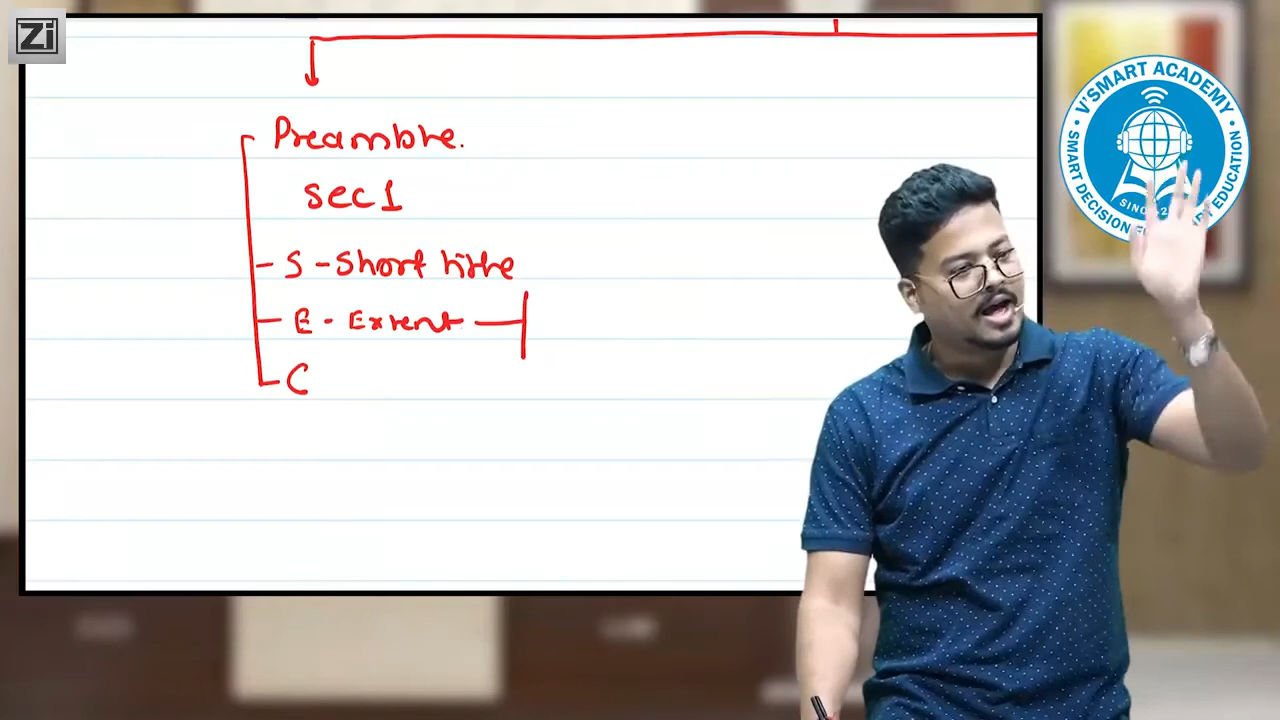 Zi
Preamble.
Sec 1
S - Short title
E - Extent
C
V'SMART ACADEMY
SMART DECISION
EDUCATION